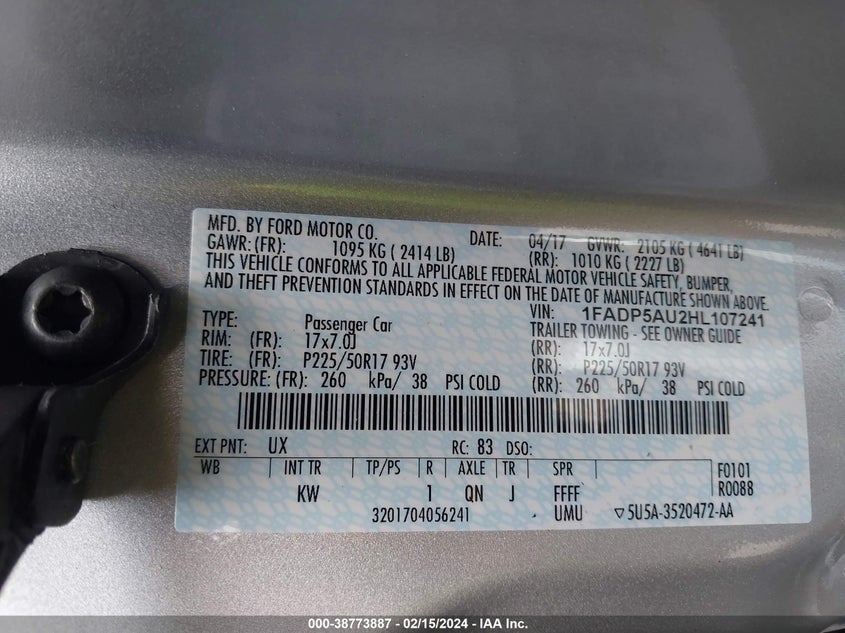 MFD. BY FORD MOTOR CO. DATE: 04/17 GVWR: 2105 KG ( 4641 LB)
GAWR:(FR): 1095 KG ( 2414 LB) (RR): 1010 KG ( 2227 LB)
THIS VEHICLE CONFORMS TO ALL APPLICABLE FEDERAL MOTOR VEHICLE SAFETY, BUMPER,
AND THEFT PREVENTION STANDARDS IN EFFECT ON THE DATE OF MANUFACTURE SHOWN ABOVE.
VIN: 1FADP5AU2HL107241
TYPE: Passenger Car TRAILER TOWING - SEE OWNER GUIDE
RIM: (FR): 17x7.0J (RR): 17x7.0J
TIRE: (FR): P225/50R17 93V (RR): P225/50R17 93V
PRESSURE: (FR): 260 kPa/ 38 PSI COLD (RR): 260 kPa/ 38 PSI COLD
EXT PNT: UX RC: 83 DSO:
WB INT TR TP/PS R AXLE TR SPR F0101
KW 1 QN J FFFF R0088
3201704056241 UMU ▽5U5A-3520472-AA
000-38773887 - 02/15/2024 - IAA Inc.